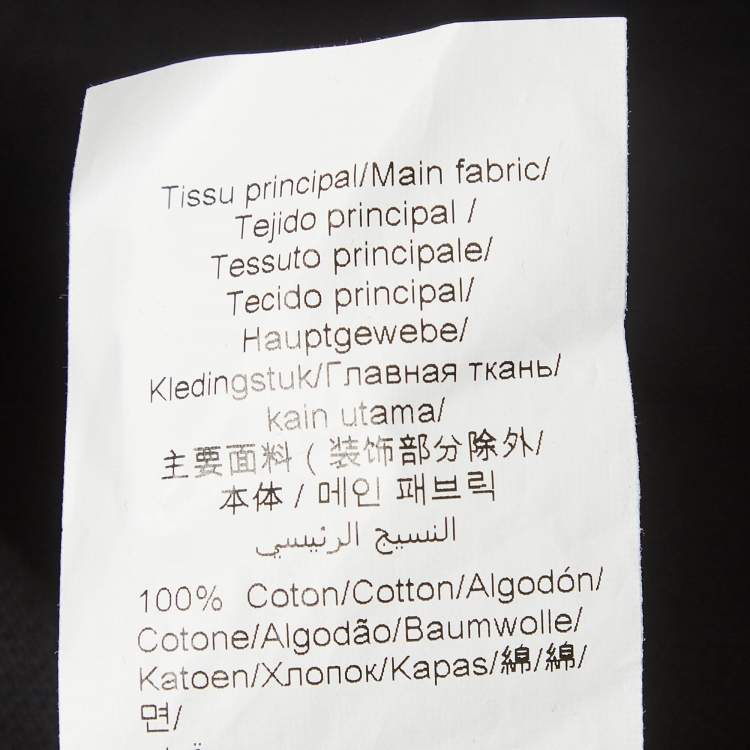 Tissu principal/Main fabric/
Tejido principal /
Tessuto principale/
Tecido principal/
Hauptgewebe/
Kledingstuk/Главная ткань/
kain utama/
主要面料 ( 装饰部分除外/
本体 / 메인 패브릭
النسيج الرئيسي
100% Coton/Cotton/Algodón/
Cotone/Algodão/Baumwolle/
Katoen/Хлопок/Kapas/綿/綿/
면/